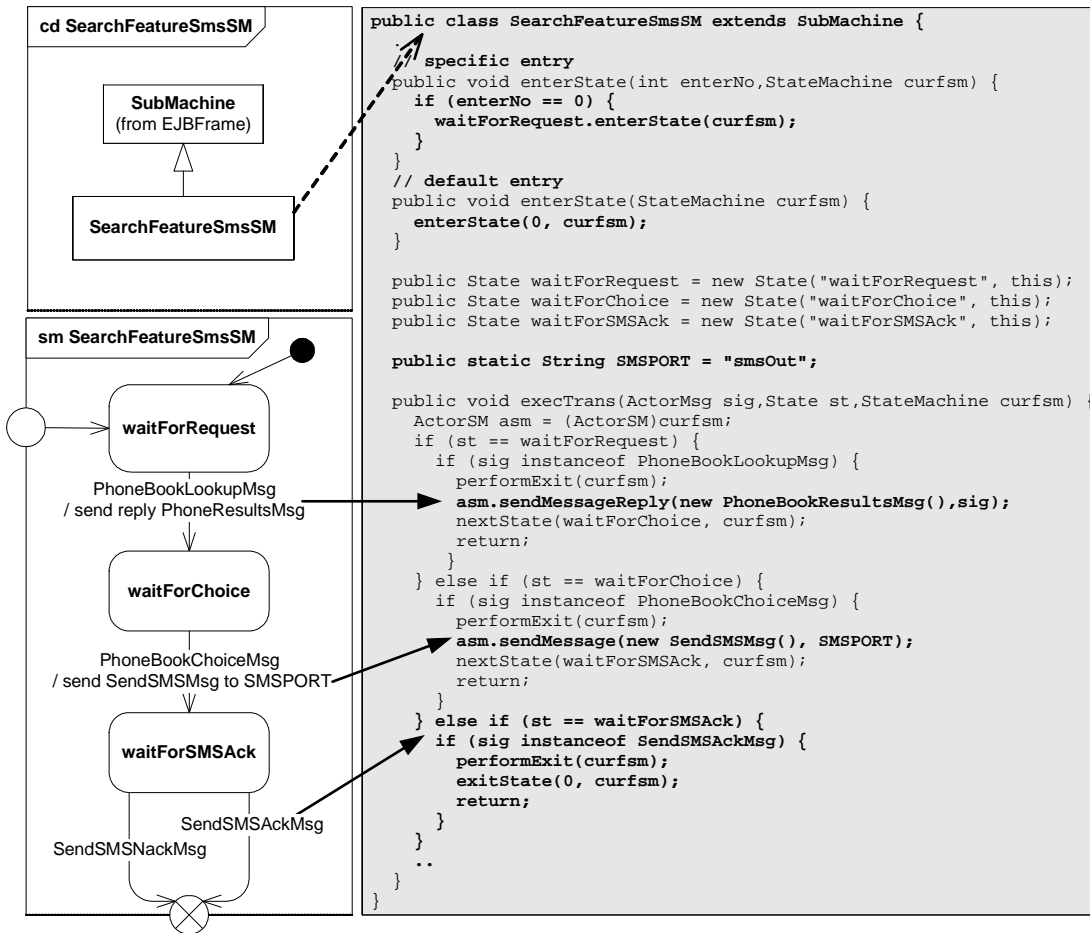 cd SearchFeatureSmsSM
SubMachine
(from EJBFrame)
SearchFeatureSmsSM
sm SearchFeatureSmsSM
waitForRequest
PhoneBookLookupMsg
/ send reply PhoneResultsMsg
waitForChoice
PhoneBookChoiceMsg
/ send SendSMSMsg to SMSPORT
waitForSMSAck
SendSMSAckMsg
SendSMSNackMsg
public class SearchFeatureSmsSM extends SubMachine {
..
// specific entry
public void enterState(int enterNo,StateMachine curfsm) {
if (enterNo == 0) {
waitForRequest.enterState(curfsm);
}
}
// default entry
public void enterState(StateMachine curfsm) {
enterState(0, curfsm);
}
public State waitForRequest = new State("waitForRequest", this);
public State waitForChoice = new State("waitForChoice", this);
public State waitForSMSAck = new State("waitForSMSAck", this);
public static String SMSPORT = "smsOut";
public void execTrans(ActorMsg sig,State st,StateMachine curfsm) {
ActorSM asm = (ActorSM)curfsm;
if (st == waitForRequest) {
if (sig instanceof PhoneBookLookupMsg) {
performExit(curfsm);
asm.sendMessageReply(new PhoneBookResultsMsg(),sig);
nextState(waitForChoice, curfsm);
return;
}
} else if (st == waitForChoice) {
if (sig instanceof PhoneBookChoiceMsg) {
performExit(curfsm);
asm.sendMessage(new SendSMSMsg(), SMSPORT);
nextState(waitForSMSAck, curfsm);
return;
}
} else if (st == waitForSMSAck) {
if (sig instanceof SendSMSAckMsg) {
performExit(curfsm);
exitState(0, curfsm);
return;
}
}
..
}
}